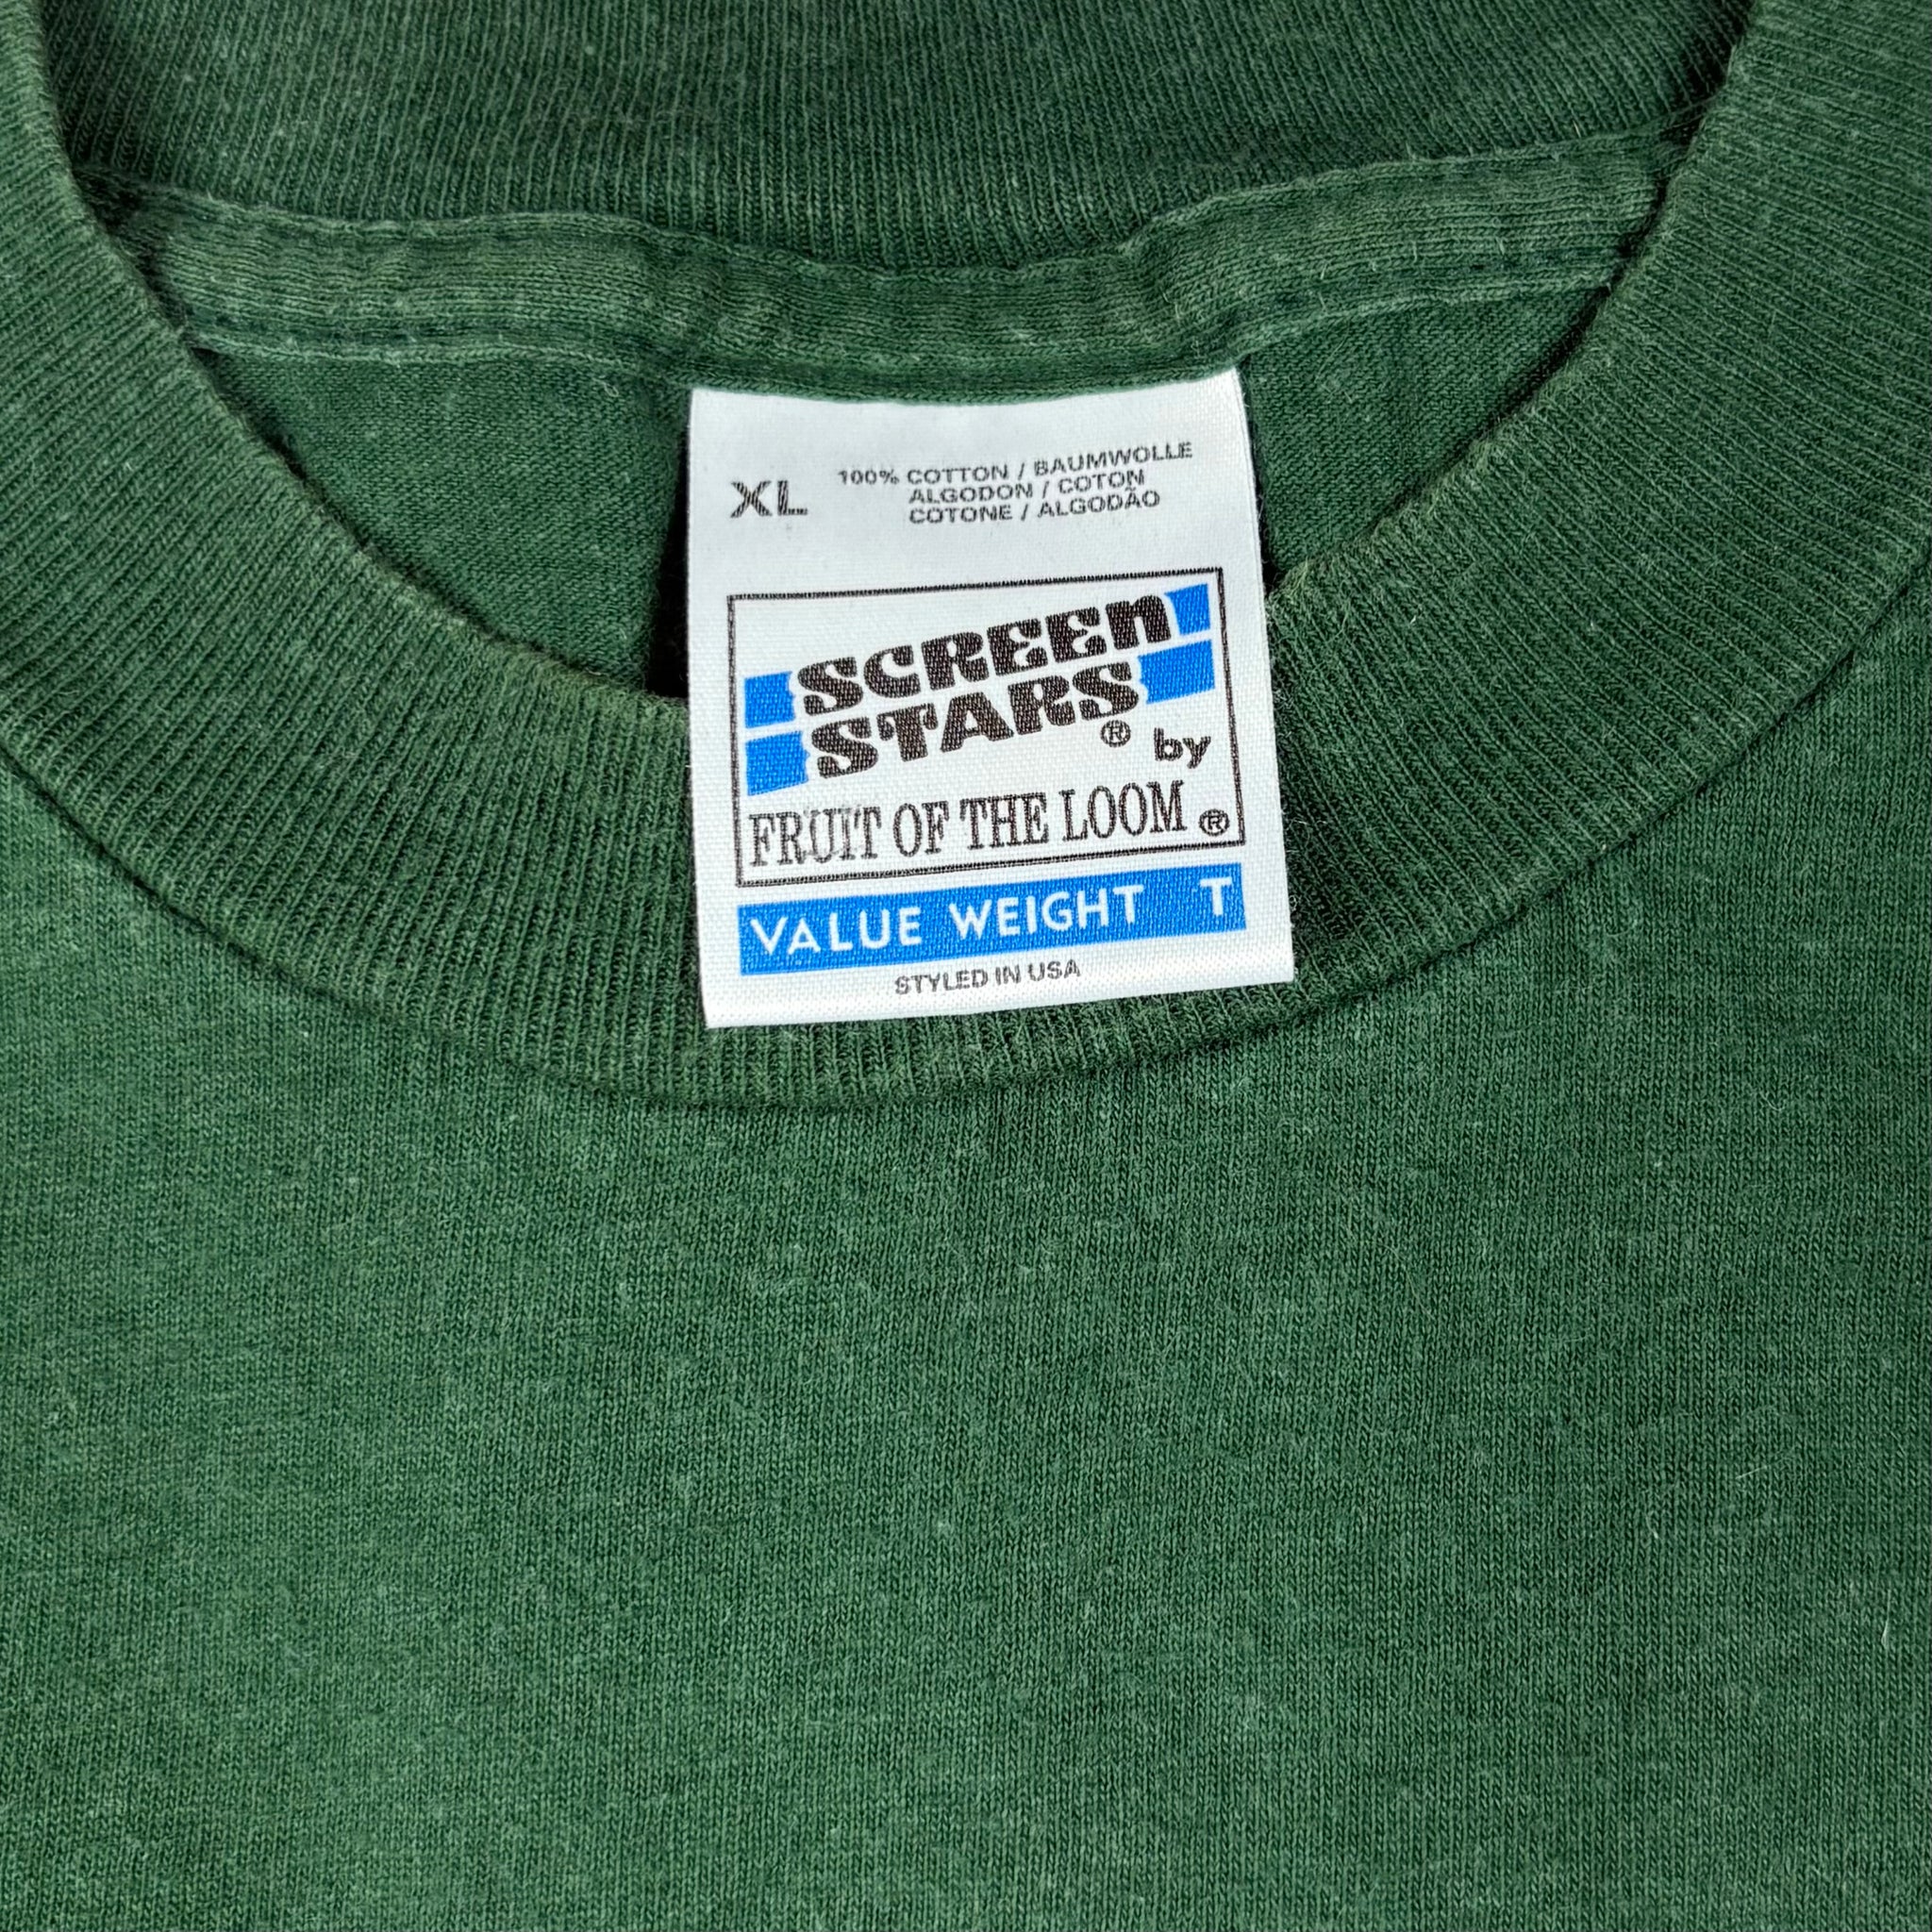 XL 100% COTTON / BAUMWOLLE
ALGODON / COTON
COTONE / ALGODÃO
SCREEN
STARS® by
FRUIT OF THE LOOM®
VALUE WEIGHT T
STYLED IN USA